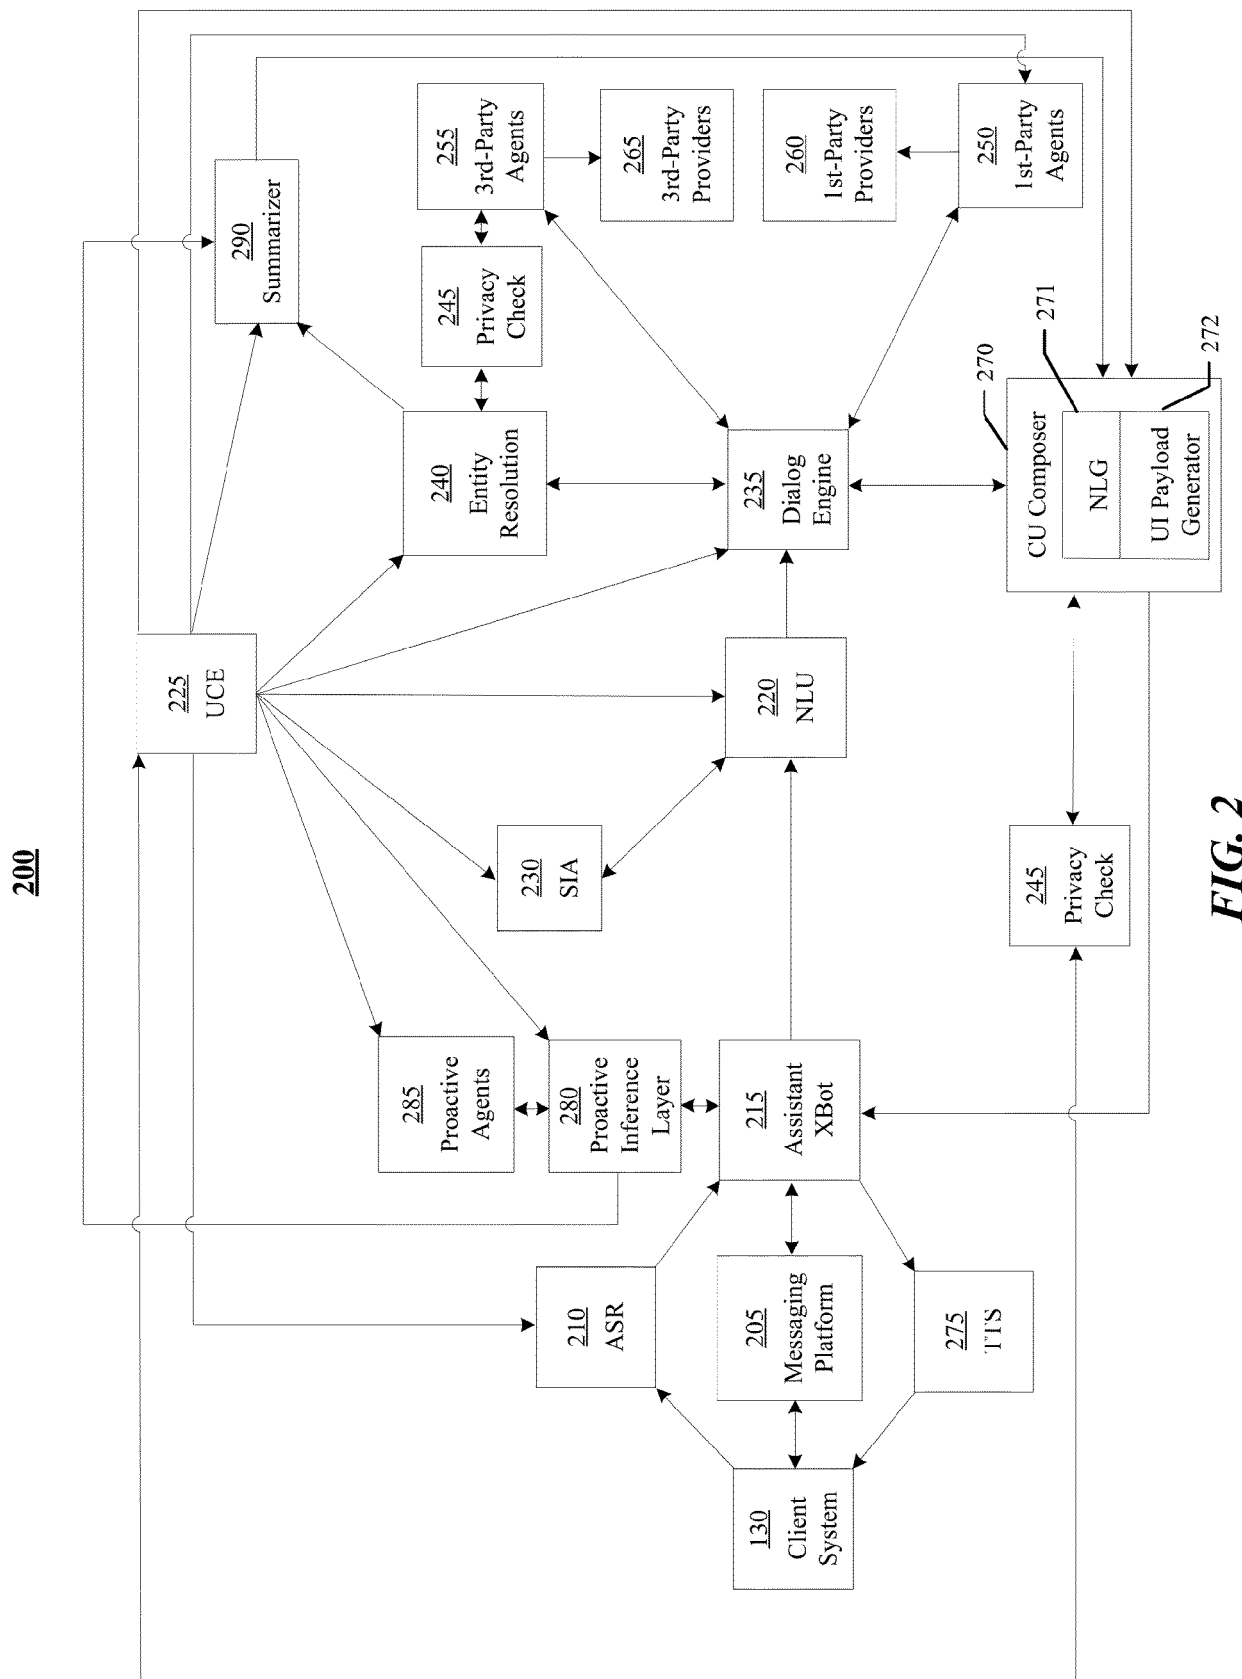 200
225
UCE
290
Summarizer
285
Proactive
Agents
240
Entity
Resolution
245
Privacy
Check
255
3rd-Party
Agents
210
ASR
280
Proactive
Inference
Layer
230
SIA
265
3rd-Party
Providers
130
Client
System
205
Messaging
Platform
215
Assistant
XBot
220
NLU
235
Dialog
Engine
260
1st-Party
Providers
275
TTS
245
Privacy
Check
250
1st-Party
Agents
270
CU Composer
271
NLG
272
UI Payload
Generator
FIG. 2